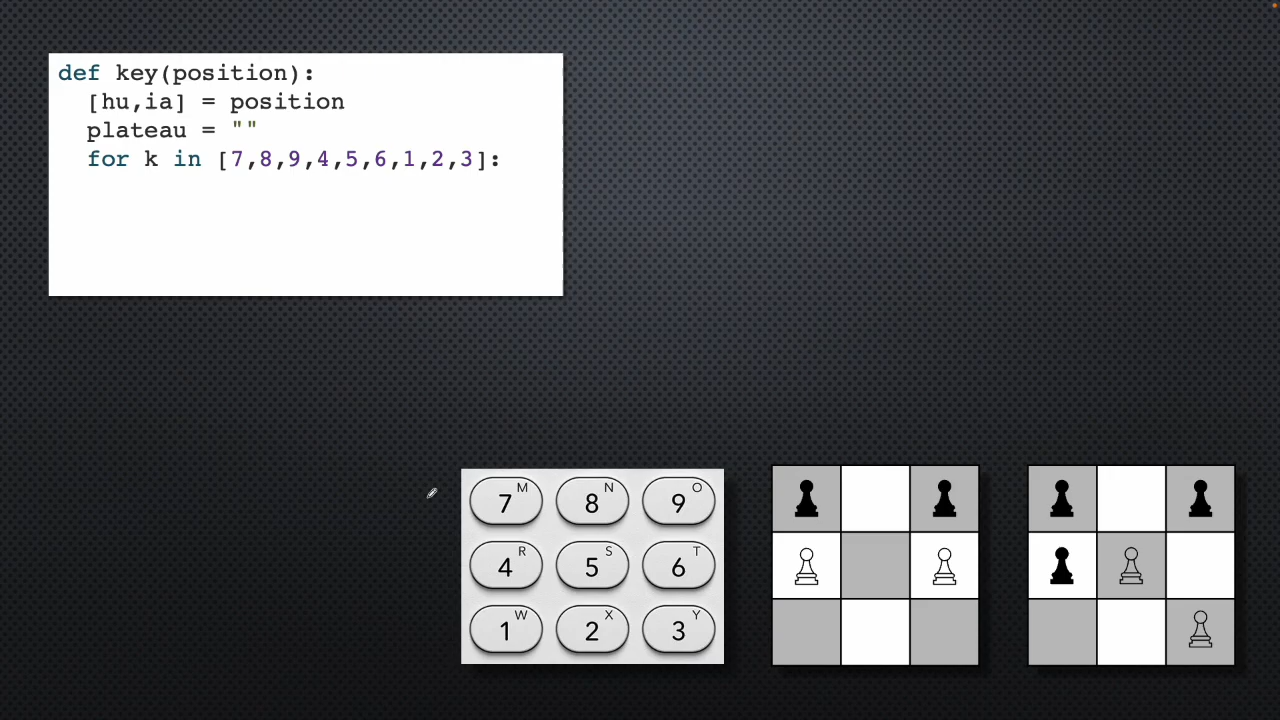 def key(position):
[hu,ia] = position
plateau = ""
for k in [7,8,9,4,5,6,1,2,3]:
7 M 8 N 9 O
4 R 5 S 6 T
1 W 2 X 3 Y